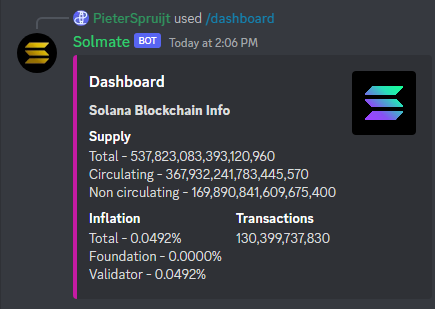 PieterSpruijt used /dashboard
Solmate BOT Today at 2:06 PM
Dashboard
Solana Blockchain Info
Supply
Total - 537,823,083,393,120,960
Circulating - 367,932,241,783,445,570
Non circulating - 169,890,841,609,675,400
Inflation Transactions
Total - 0.0492% 130,399,737,830
Foundation - 0.0000%
Validator - 0.0492%